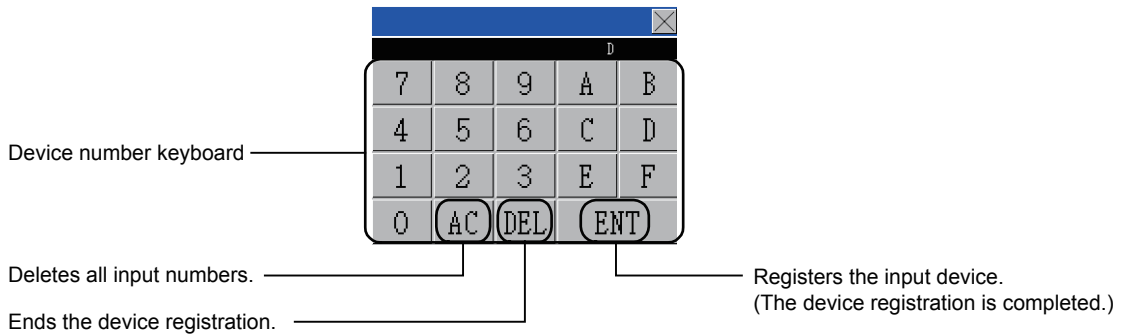 D
7 8 9 A B
4 5 6 C D
Device number keyboard
1 2 3 E F
0 AC DEL ENT
Deletes all input numbers.
Registers the input device.
(The device registration is completed.)
Ends the device registration.